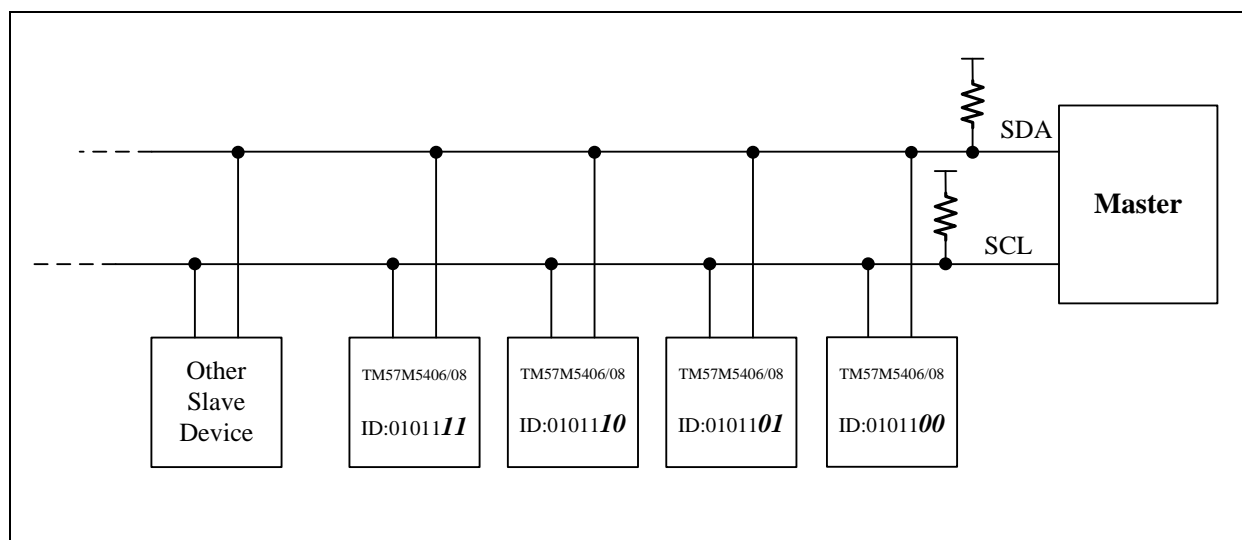 SDA
SCL
Master
Other
Slave
Device
TM57M5406/08
ID:0101111
TM57M5406/08
ID:0101110
TM57M5406/08
ID:0101101
TM57M5406/08
ID:0101100